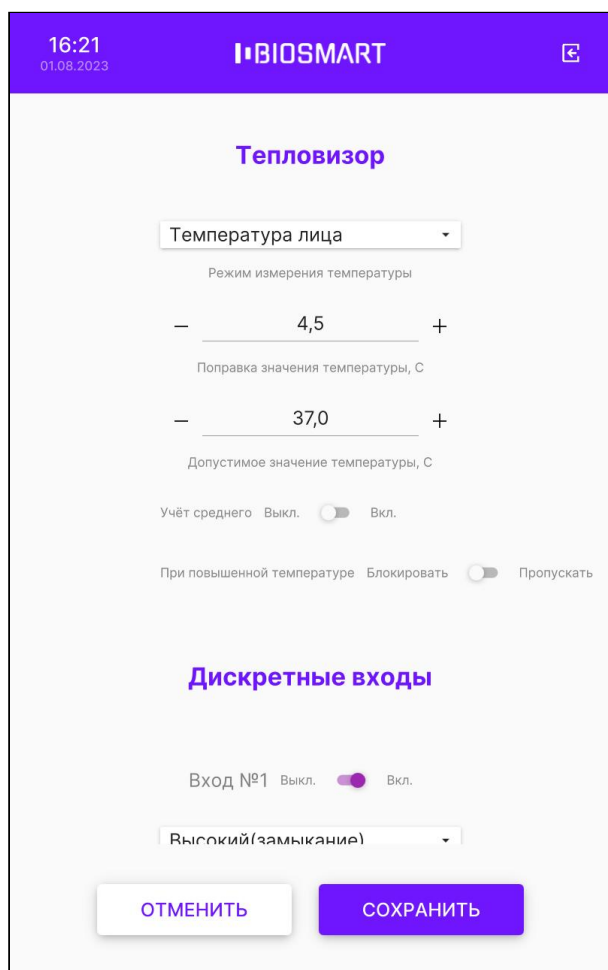 16:21
BIOSMART
01.08.2023
Тепловизор
Температура лица
Режим измерения температуры
− 4,5 +
Поправка значения температуры, С
− 37,0 +
Допустимое значение температуры, С
Учёт среднего Выкл. Вкл.
При повышенной температуре Блокировать Пропускать
Дискретные входы
Вход №1 Выкл. Вкл.
Высокий(замыкание)
ОТМЕНИТЬ СОХРАНИТЬ